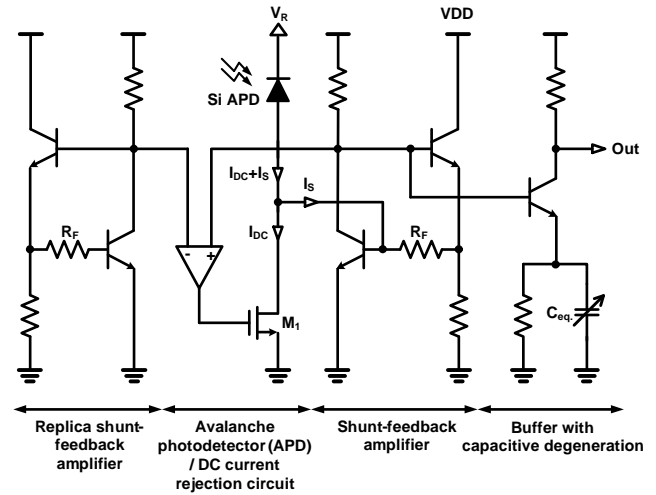 V_R
VDD
Si APD
Out
I_DC+I_S
I_S
R_F
I_DC
R_F
- +
M_1
C_eq.
Replica shunt-
feedback
amplifier
Avalanche
photodetector (APD)
/ DC current
rejection circuit
Shunt-feedback
amplifier
Buffer with
capacitive degeneration